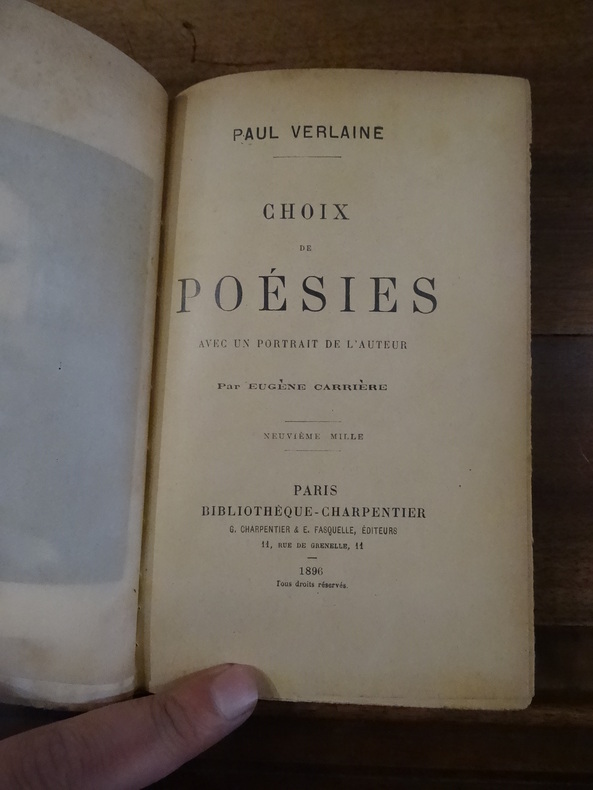 PAUL VERLAINE
CHOIX
DE
POÉSIES
AVEC UN PORTRAIT DE L'AUTEUR
Par EUGÈNE CARRIÈRE
NEUVIÈME MILLE
PARIS
BIBLIOTHÈQUE-CHARPENTIER
G. CHARPENTIER & E. FASQUELLE, ÉDITEURS
11, RUE DE GRENELLE, 11
1896
Tous droits réservés.